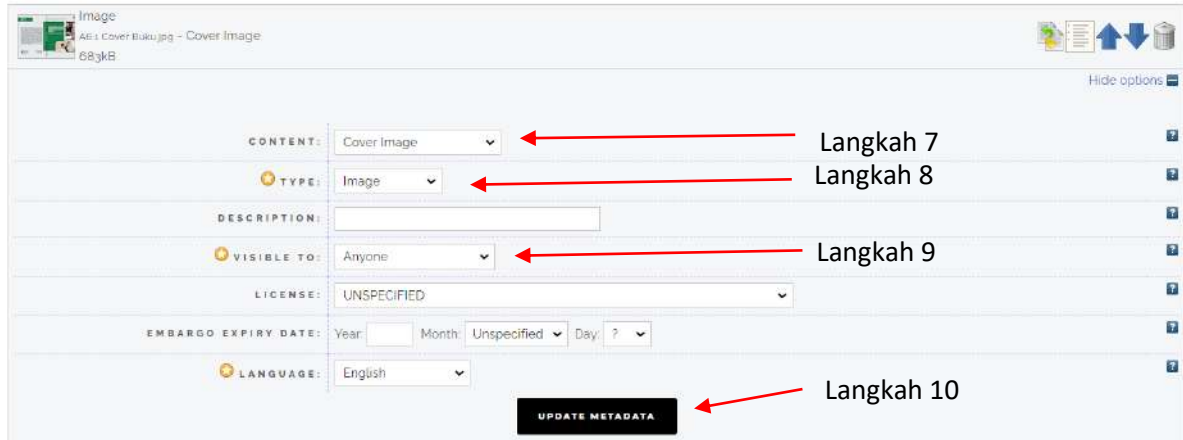 Image
AE 1 Cover Buku.jpg - Cover Image
683kB
Hide options
CONTENT: Cover Image Langkah 7
TYPE: Image Langkah 8
DESCRIPTION:
VISIBLE TO: Anyone Langkah 9
LICENSE: UNSPECIFIED
EMBARGO EXPIRY DATE: Year: Month: Unspecified Day: ?
LANGUAGE: English
UPDATE METADATA Langkah 10